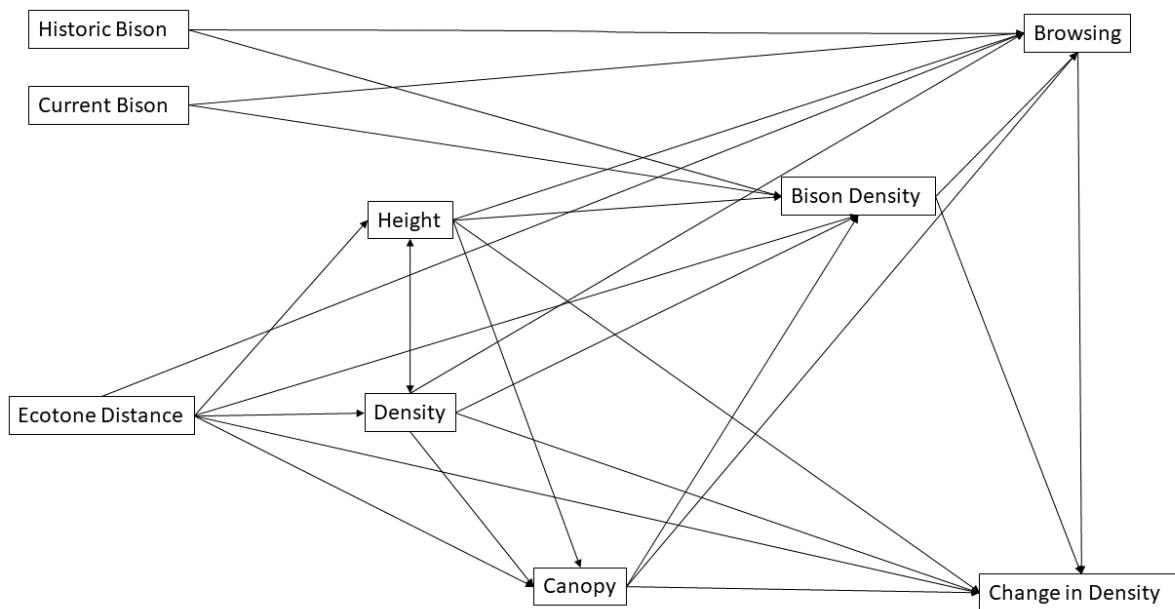 Historic Bison
Browsing
Current Bison
Bison Density
Height
Ecotone Distance
Density
Canopy
Change in Density